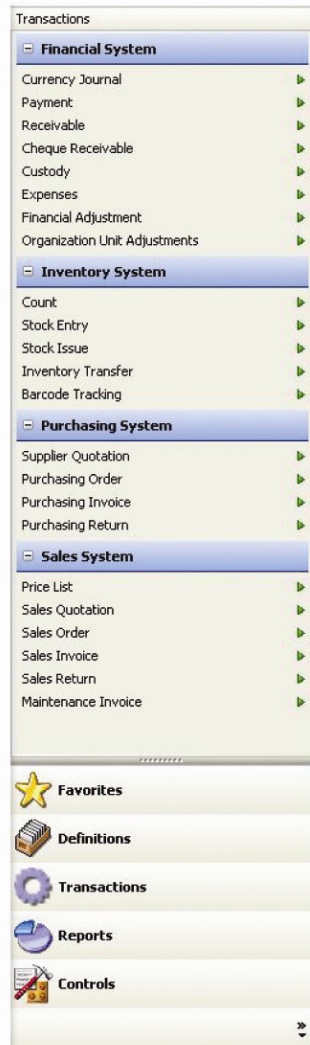 Transactions
Financial System
Currency Journal
Payment
Receivable
Cheque Receivable
Custody
Expenses
Financial Adjustment
Organization Unit Adjustments
Inventory System
Count
Stock Entry
Stock Issue
Inventory Transfer
Barcode Tracking
Purchasing System
Supplier Quotation
Purchasing Order
Purchasing Invoice
Purchasing Return
Sales System
Price List
Sales Quotation
Sales Order
Sales Invoice
Sales Return
Maintenance Invoice
Favorites
Definitions
Transactions
Reports
Controls